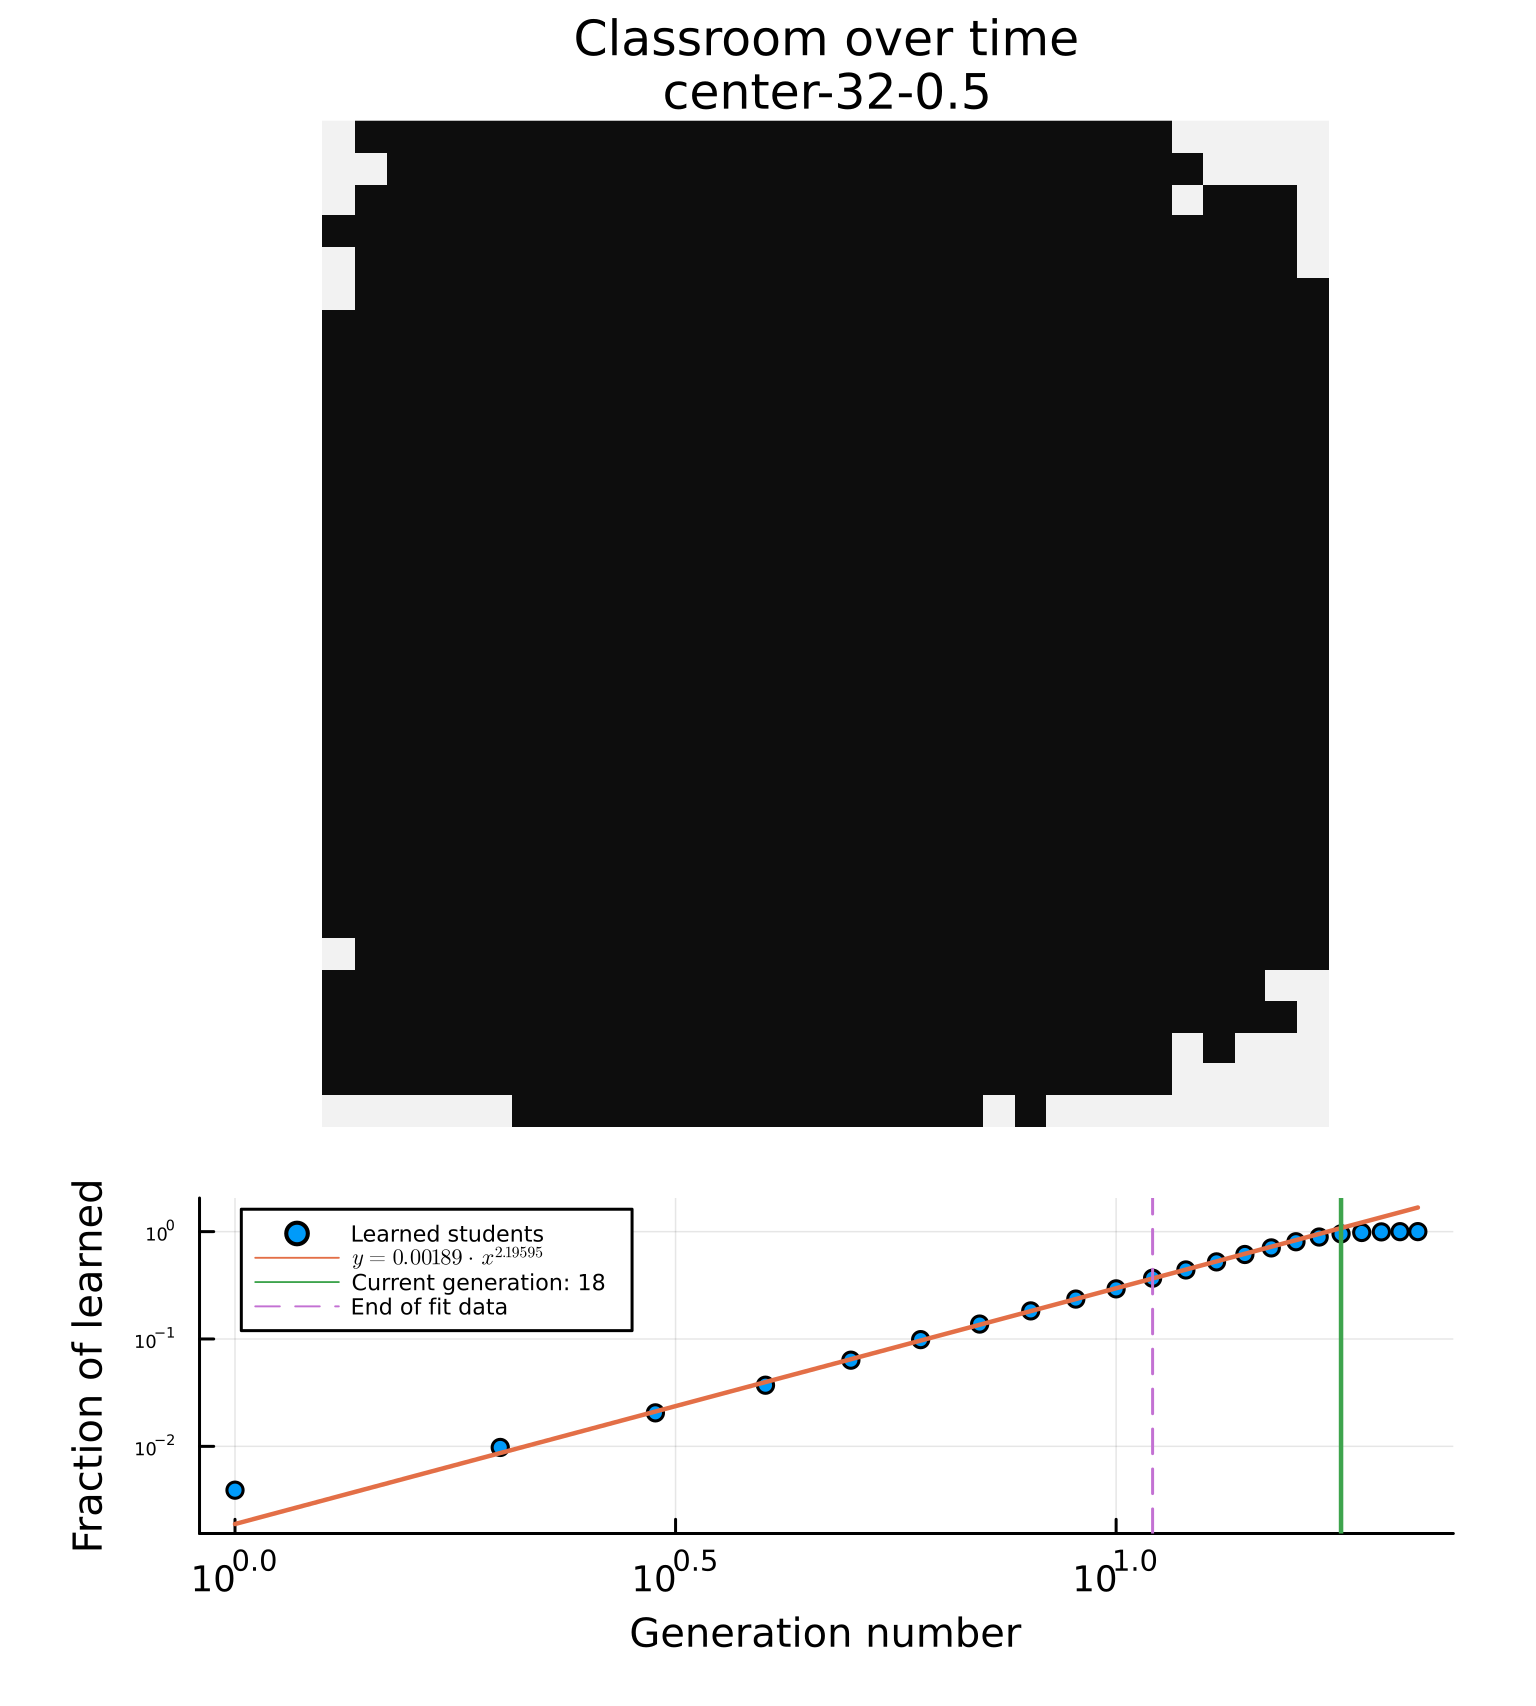 Classroom over time
center-32-0.5
Fraction of learned
10⁰
10⁻¹
10⁻²
Learned students
y = 0.00189 · x^2.19595
Current generation: 18
End of fit data
10^0.0
10^0.5
10^1.0
Generation number